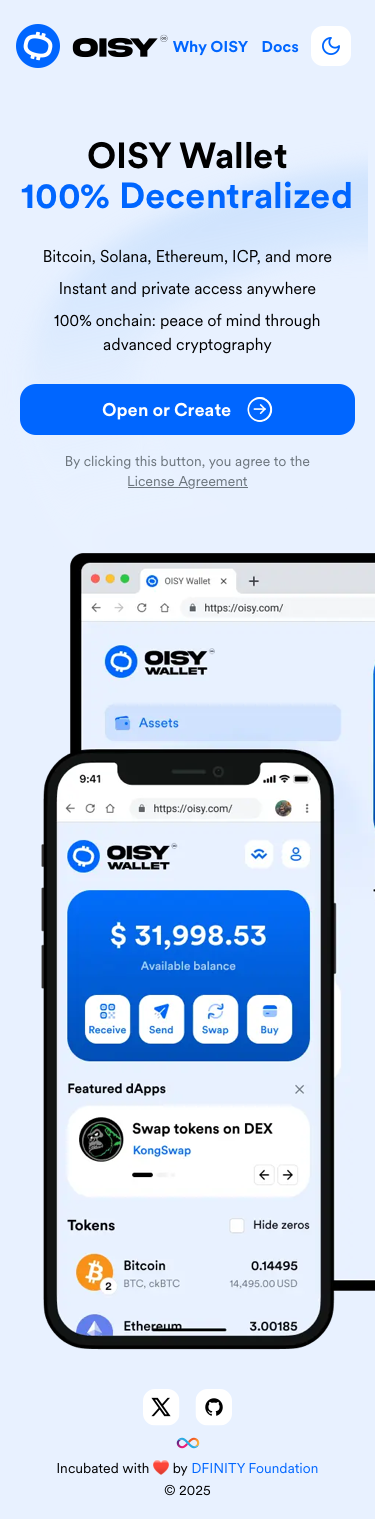 OISY Why OISY Docs
OISY Wallet
100% Decentralized
Bitcoin, Solana, Ethereum, ICP, and more
Instant and private access anywhere
100% onchain: peace of mind through
advanced cryptography
Open or Create
By clicking this button, you agree to the
License Agreement
OISY Wallet
https://oisy.com/
OISY
WALLET
Assets
9:41
https://oisy.com/
OISY
WALLET
$ 31,998.53
Available balance
Receive Send Swap Buy
Featured dApps
Swap tokens on DEX
KongSwap
Tokens Hide zeros
Bitcoin 0.14495
2 BTC, ckBTC 14,495.00 USD
Ethereum 3.00185
Incubated with ❤️ by DFINITY Foundation
© 2025